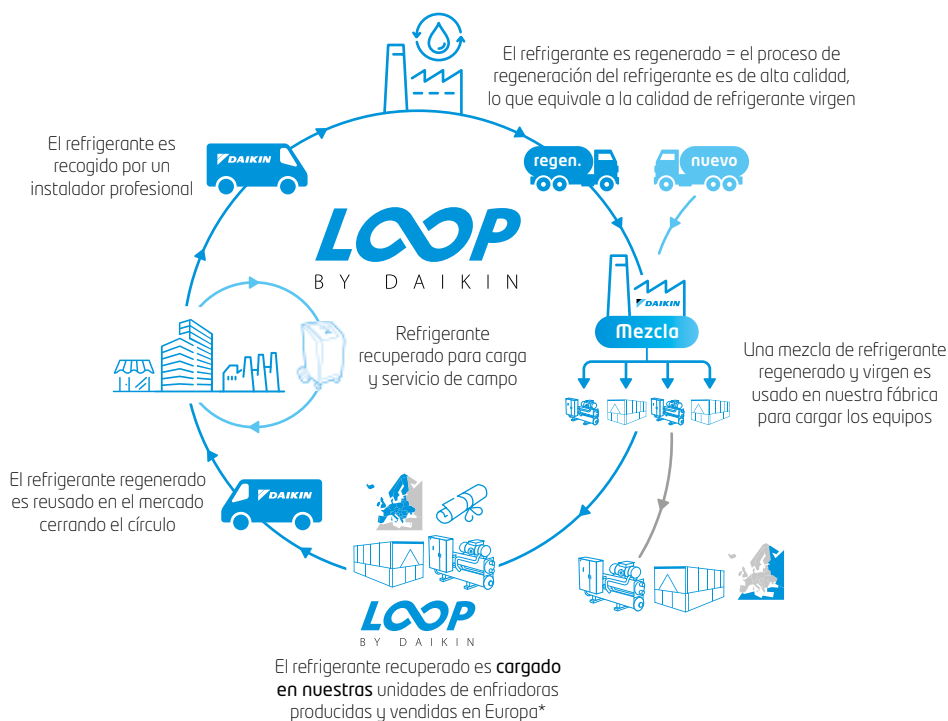 El refrigerante es regenerado = el proceso de
regeneración del refrigerante es de alta calidad,
lo que equivale a la calidad de refrigerante virgen
El refrigerante es
recogido por un
instalador profesional
DAIKIN
regen.
nuevo
LOOP
BY DAIKIN
DAIKIN
Mezcla
Refrigerante
recuperado para carga
y servicio de campo
Una mezcla de refrigerante
regenerado y virgen es
usado en nuestra fábrica
para cargar los equipos
El refrigerante regenerado
es reusado en el mercado
cerrando el círculo
DAIKIN
LOOP
BY DAIKIN
El refrigerante recuperado es cargado
en nuestras unidades de enfriadoras
producidas y vendidas en Europa*